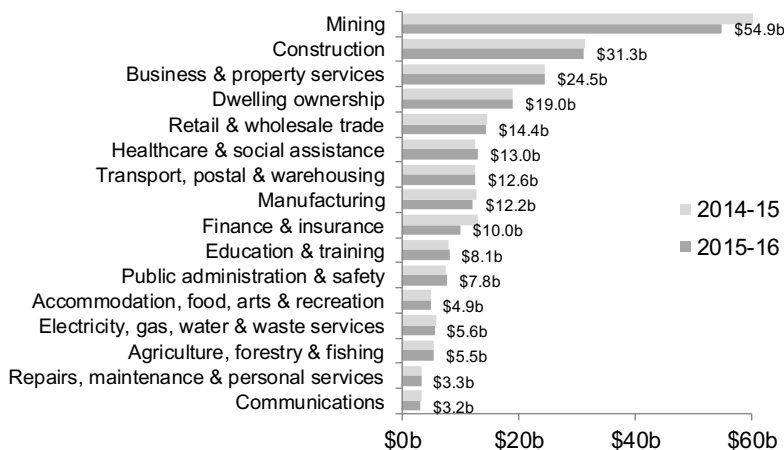 Mining
$54.9b
Construction
$31.3b
Business & property services
$24.5b
Dwelling ownership
$19.0b
Retail & wholesale trade
$14.4b
Healthcare & social assistance
$13.0b
Transport, postal & warehousing
$12.6b
Manufacturing
$12.2b
Finance & insurance
$10.0b
Education & training
$8.1b
Public administration & safety
$7.8b
Accommodation, food, arts & recreation
$4.9b
Electricity, gas, water & waste services
$5.6b
Agriculture, forestry & fishing
$5.5b
Repairs, maintenance & personal services
$3.3b
Communications
$3.2b
2014-15
2015-16
$0b $20b $40b $60b